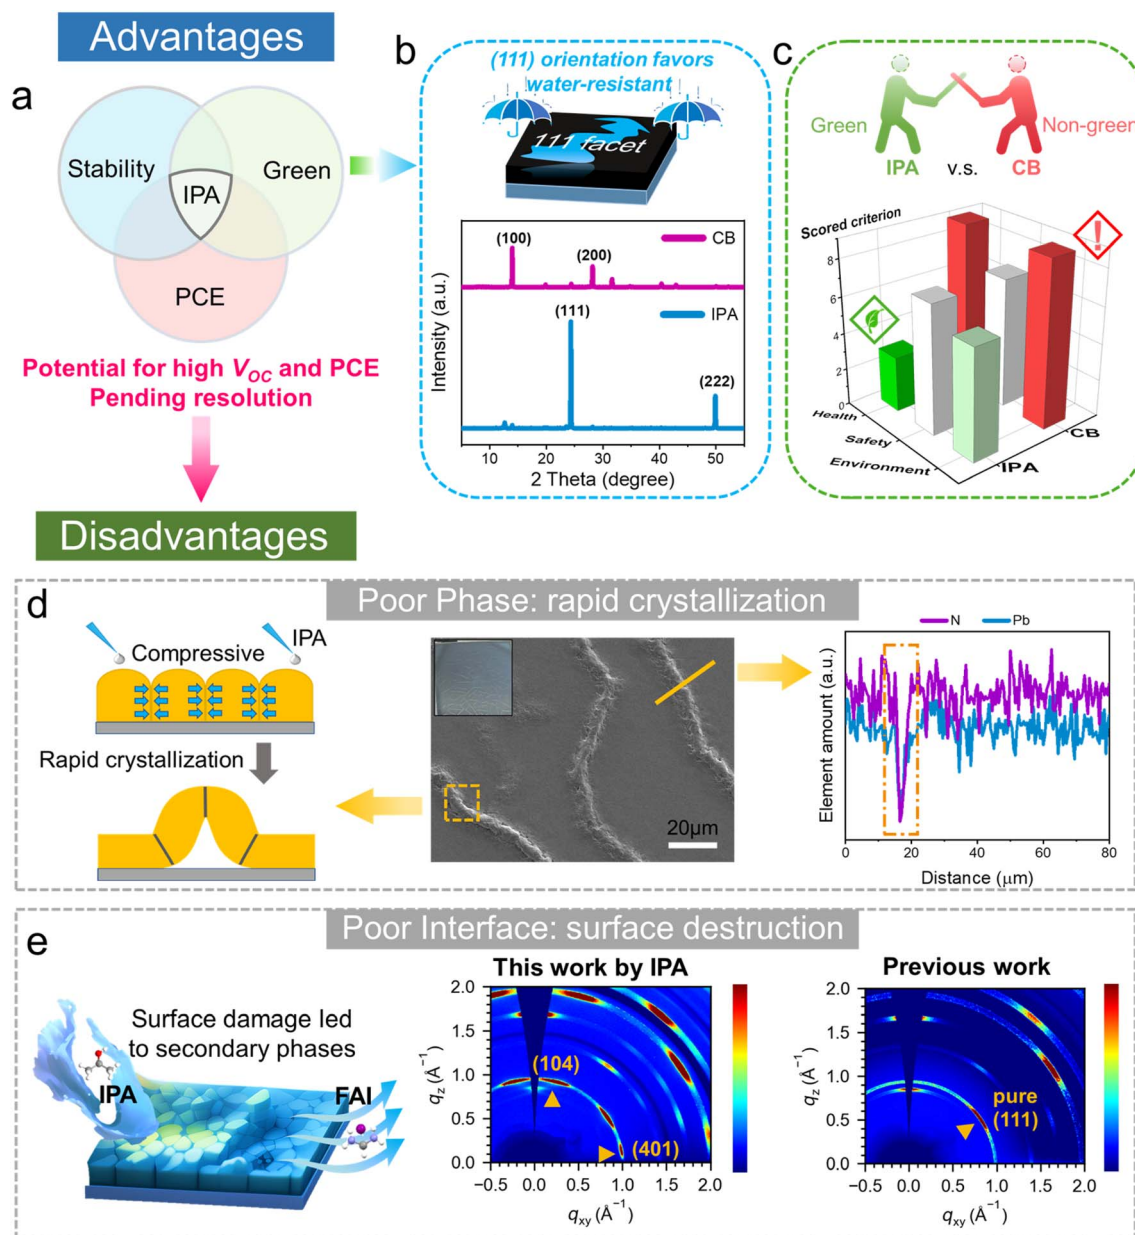 Advantages
a
Stability
Green
IPA
PCE
Potential for high V_OC and PCE
Pending resolution
b
(111) orientation favors
water-resistant
111 facet
(100)
(200)
CB
(111)
IPA
(222)
Intensity (a.u.)
10 20 30 40 50
2 Theta (degree)
c
Green
Non-green
IPA v.s. CB
Scored criterion
8
6
4
2
0
Health
Safety
Environment
IPA
CB
!
Disadvantages
d
Poor Phase: rapid crystallization
IPA
Compressive
Rapid crystallization
20μm
N Pb
Element amount (a.u.)
0 20 40 60 80
Distance (μm)
e
Poor Interface: surface destruction
Surface damage led
to secondary phases
IPA
FAI
This work by IPA
2.0
1.5
1.0
0.5
0.0
q_z (Å⁻¹)
(104)
(401)
−0.5 0.0 0.5 1.0 1.5 2.0
q_xy (Å⁻¹)
Previous work
2.0
1.5
1.0
0.5
0.0
q_z (Å⁻¹)
pure
(111)
−0.5 0.0 0.5 1.0 1.5 2.0
q_xy (Å⁻¹)